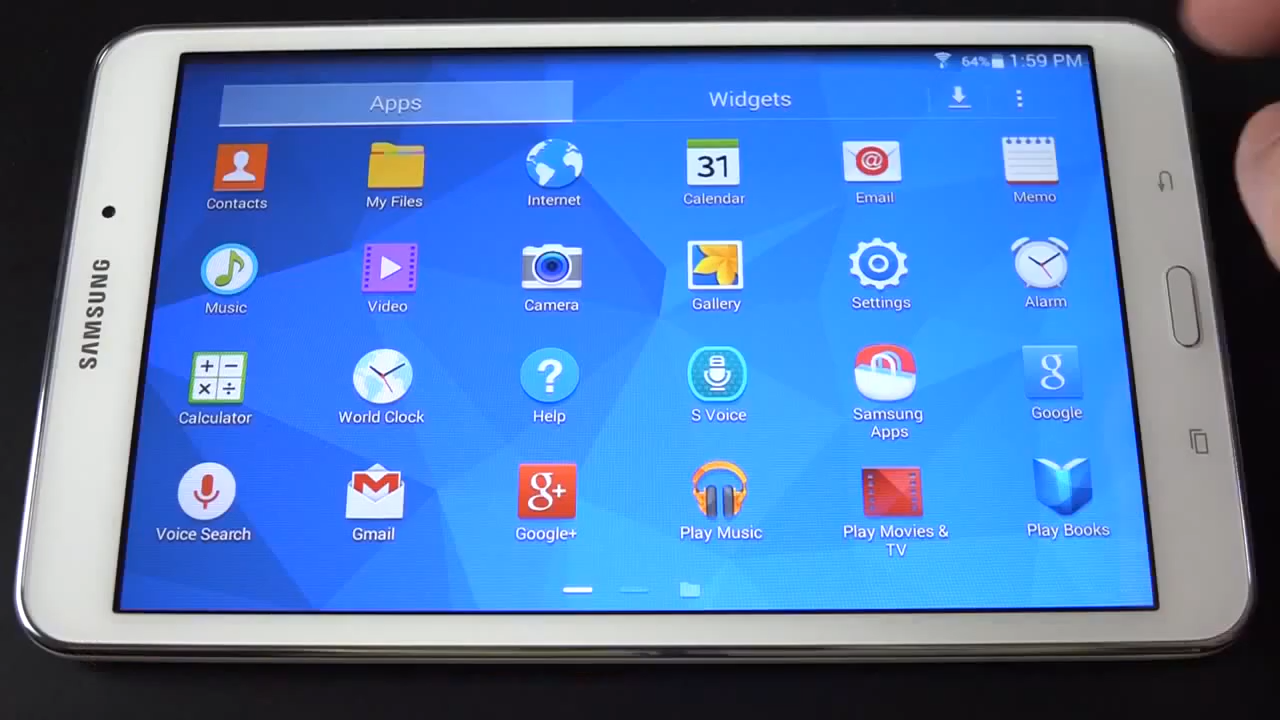 64% 1:59 PM
Apps Widgets
Contacts My Files Internet 31 Calendar @ Email Memo
Music Video Camera Gallery Settings Alarm
Calculator World Clock ? Help S Voice Samsung Apps g Google
Voice Search Gmail g+ Google+ Play Music Play Movies & TV Play Books
SAMSUNG